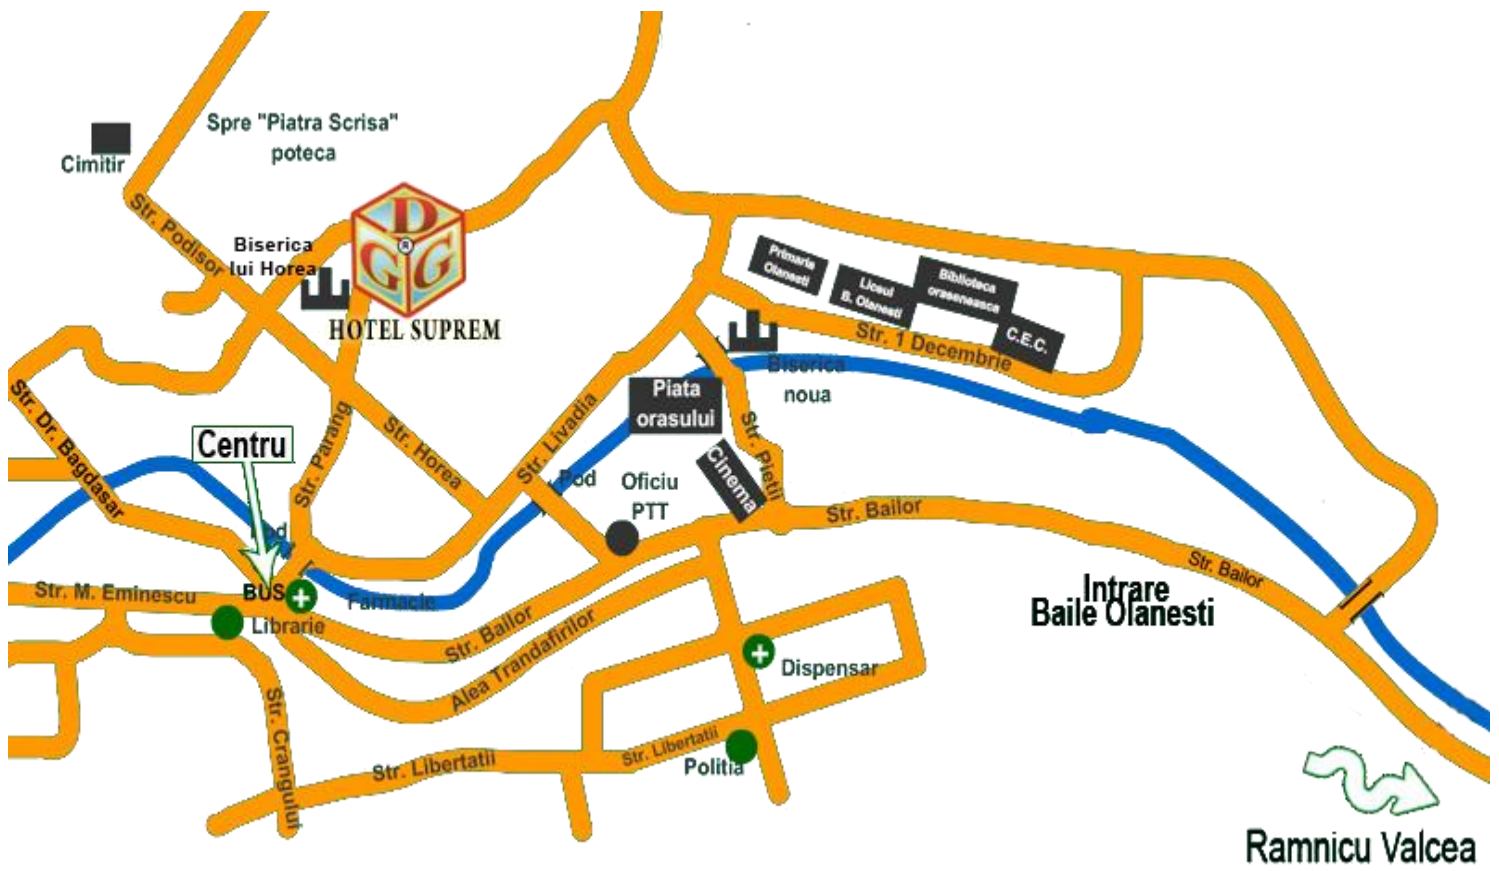 Spre "Piatra Scrisa"
poteca
Cimitir
Str. Podisor
Biserica
lui Horea
D
®
G G
HOTEL SUPREM
Primaria
Olanesti
Liceul
B. Olanesti
Biblioteca
oraseneasca
C.E.C.
Str. 1 Decembrie
Biserica
noua
Piata
orasului
Str. Pietii
Cinema
Str. Livadia
Str. Horea
Str. Parang
Str. Dr. Bagdasar
Centru
Pod
Pod
Oficiu
PTT
Str. Bailor
Str. Bailor
Intrare
Baile Olanesti
Str. M. Eminescu
BUS
Farmacie
Librarie
Str. Bailor
Alea Trandafirilor
Str. Crangului
Dispensar
Str. Libertatii
Str. Libertatii
Politia
Ramnicu Valcea